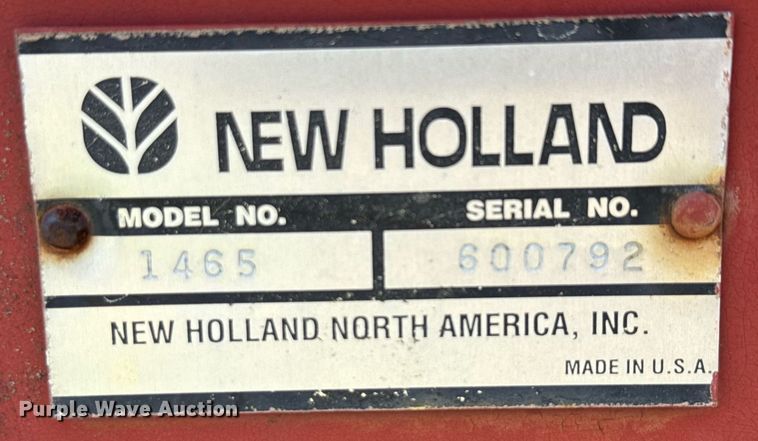 NEW HOLLAND
MODEL NO. SERIAL NO.
1465 600792
NEW HOLLAND NORTH AMERICA, INC.
MADE IN U.S.A.
Purple Wave Auction